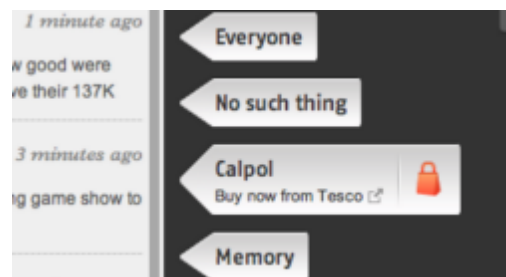 1 minute ago
good were
their 137K
3 minutes ago
game show to
Everyone
No such thing
Calpol
Buy now from Tesco
Memory